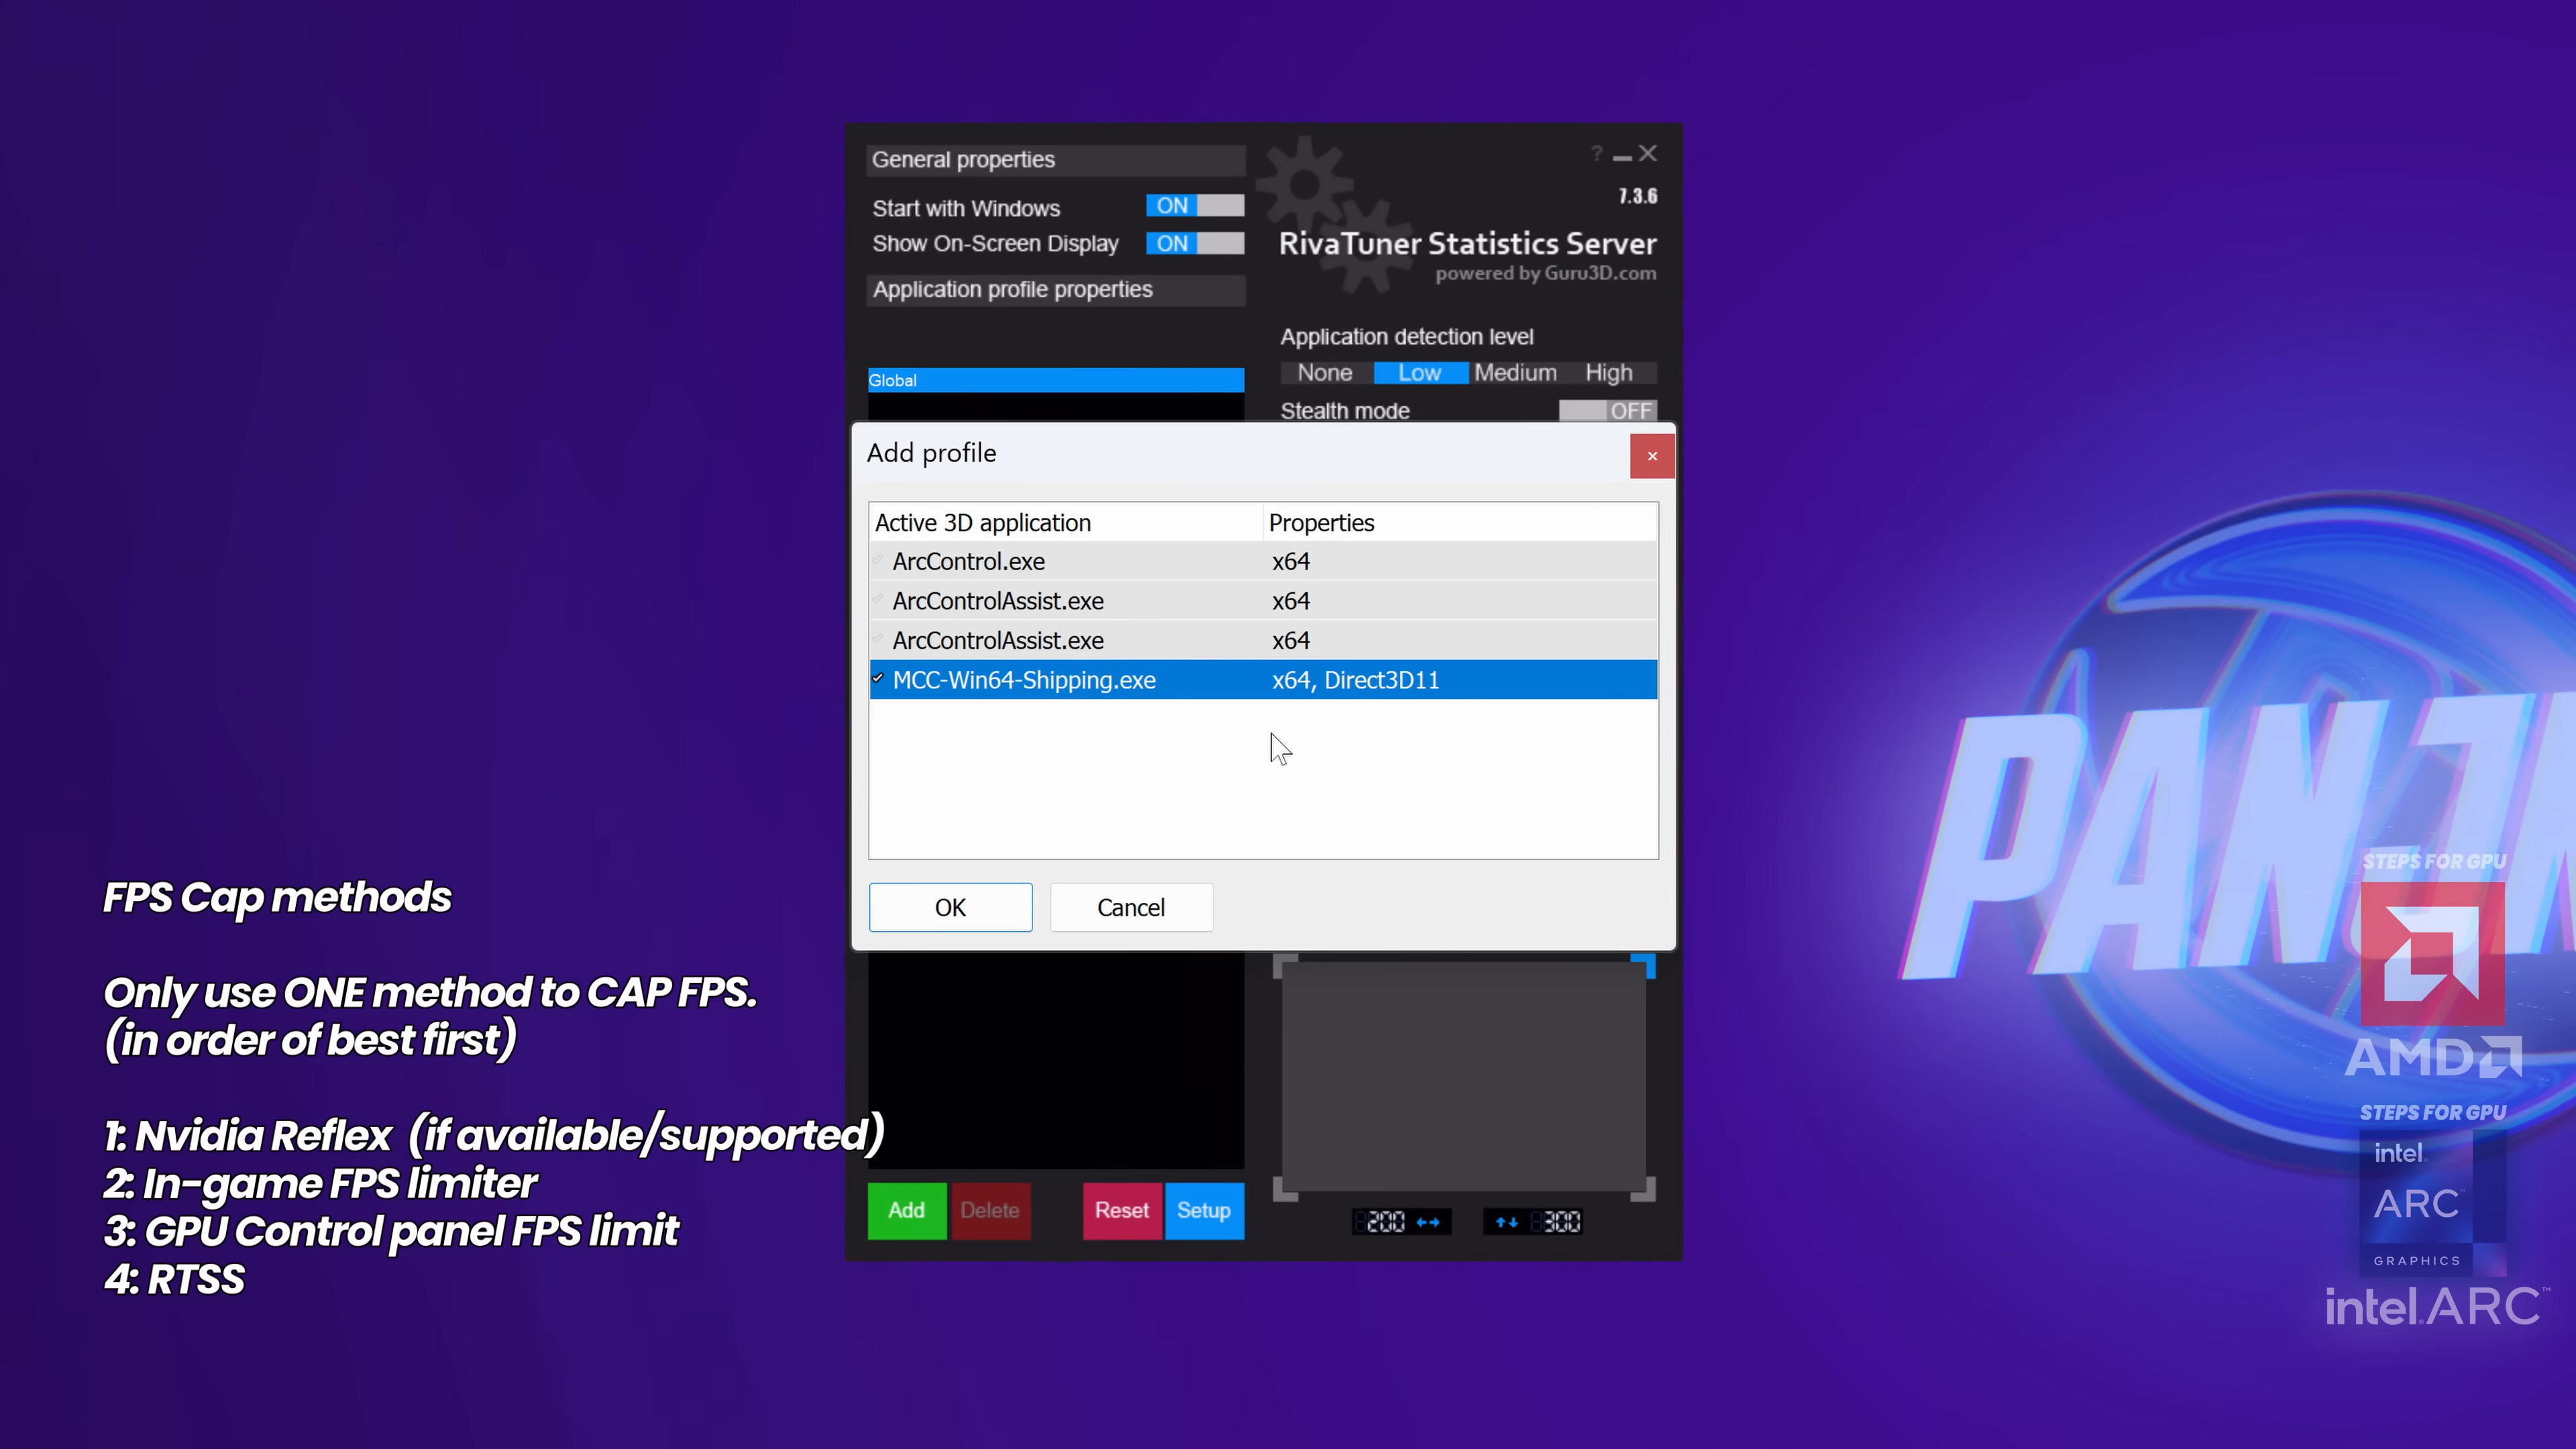 General properties
Start with Windows ON
Show On-Screen Display ON
Application profile properties
Global
? 
7.3.6
RivaTuner Statistics Server
powered by Guru3D.com
Application detection level
None Low Medium High
Stealth mode OFF
Add profile
Active 3D application Properties
ArcControl.exe x64
ArcControlAssist.exe x64
ArcControlAssist.exe x64
MCC-Win64-Shipping.exe x64, Direct3D11
OK Cancel
Add Delete Reset Setup
200 300
FPS Cap methods
Only use ONE method to CAP FPS.
(in order of best first)
1: Nvidia Reflex (if available/supported)
2: In-game FPS limiter
3: GPU Control panel FPS limit
4: RTSS
STEPS FOR GPU
AMD
STEPS FOR GPU
intel.
ARC™
GRAPHICS
intel.ARC™